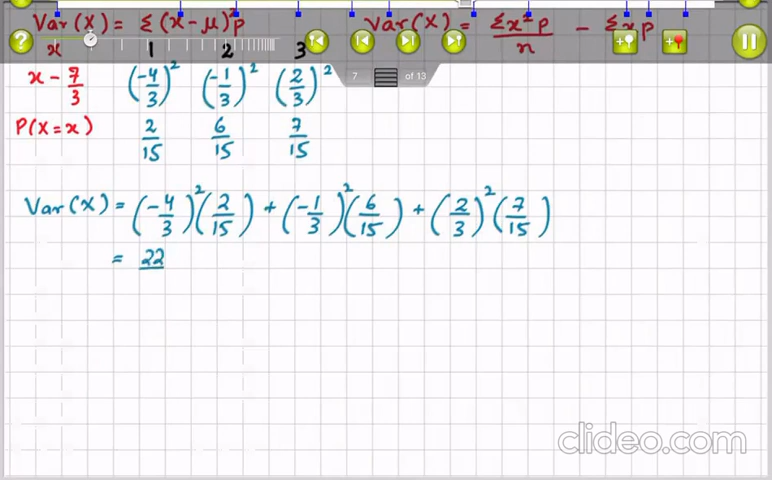 Var(X) = Σ(x-μ)²p Var(X) = Σx²p/n - Σxp
? x 1 2 3
7 of 13
x - 7/3 (-4/3)² (-1/3)² (2/3)²
P(X=x) 2/15 6/15 7/15
Var(X) = (-4/3)²(2/15) + (-1/3)²(6/15) + (2/3)²(7/15)
= 22
clideo.com